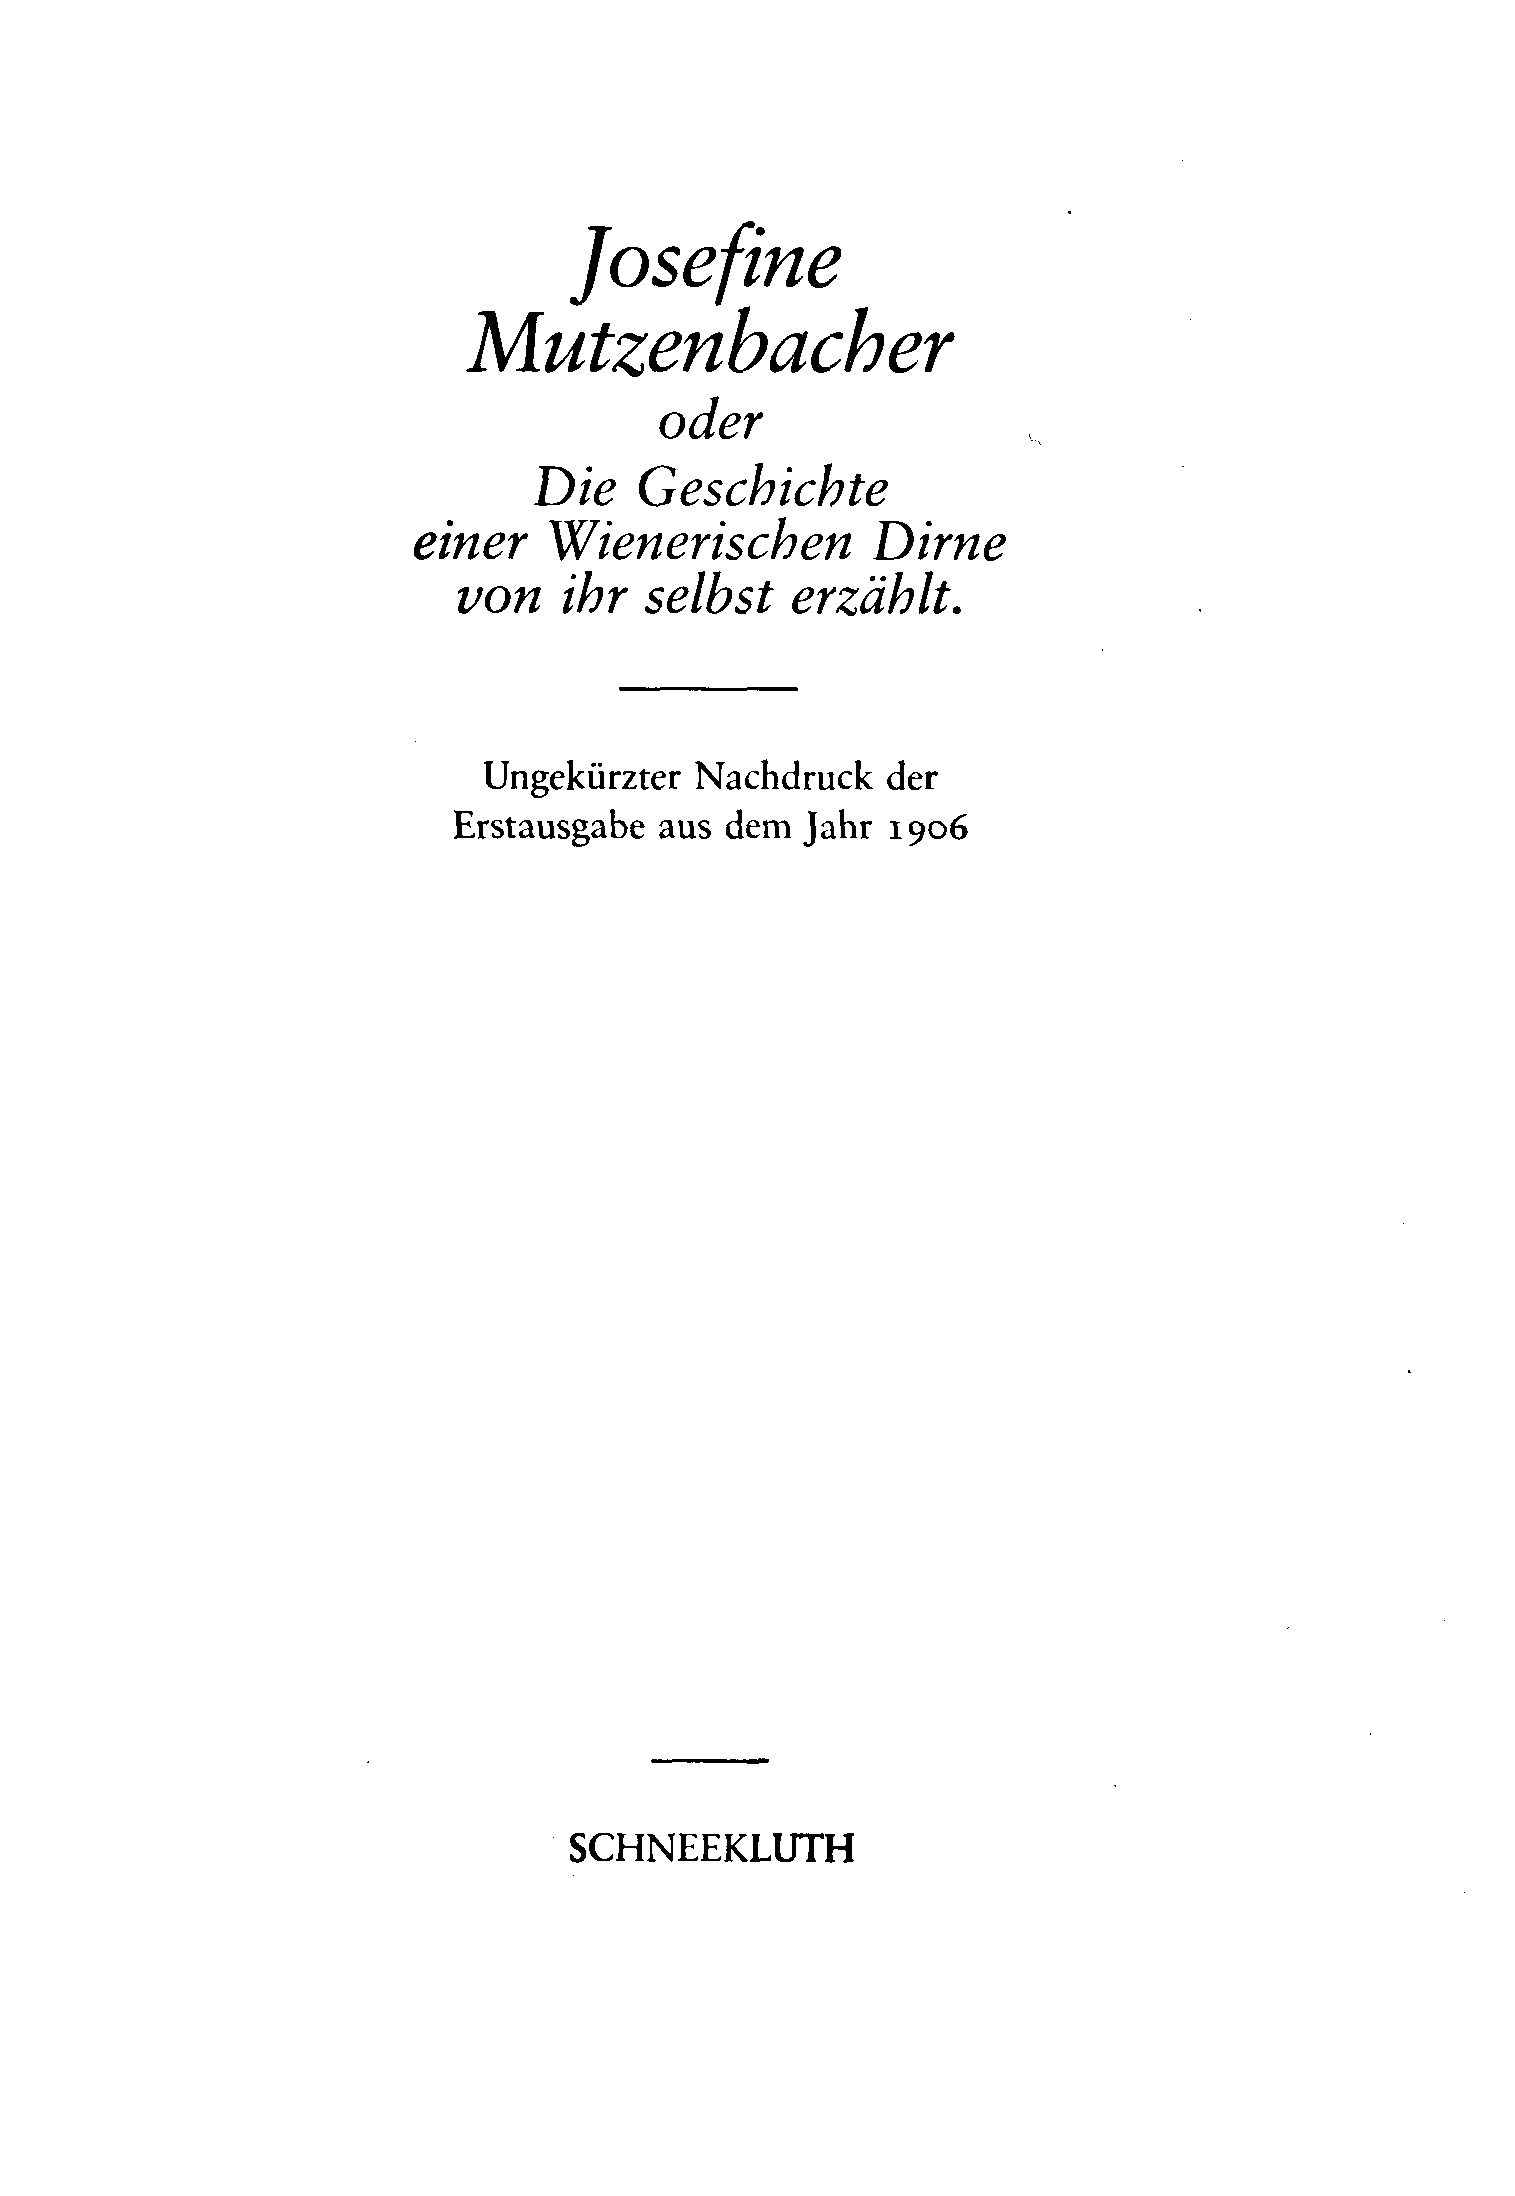 Josefine
Mutzenbacher
oder
Die Geschichte
einer Wienerischen Dirne
von ihr selbst erzählt.
Ungekürzter Nachdruck der
Erstausgabe aus dem Jahr 1906
SCHNEEKLUTH